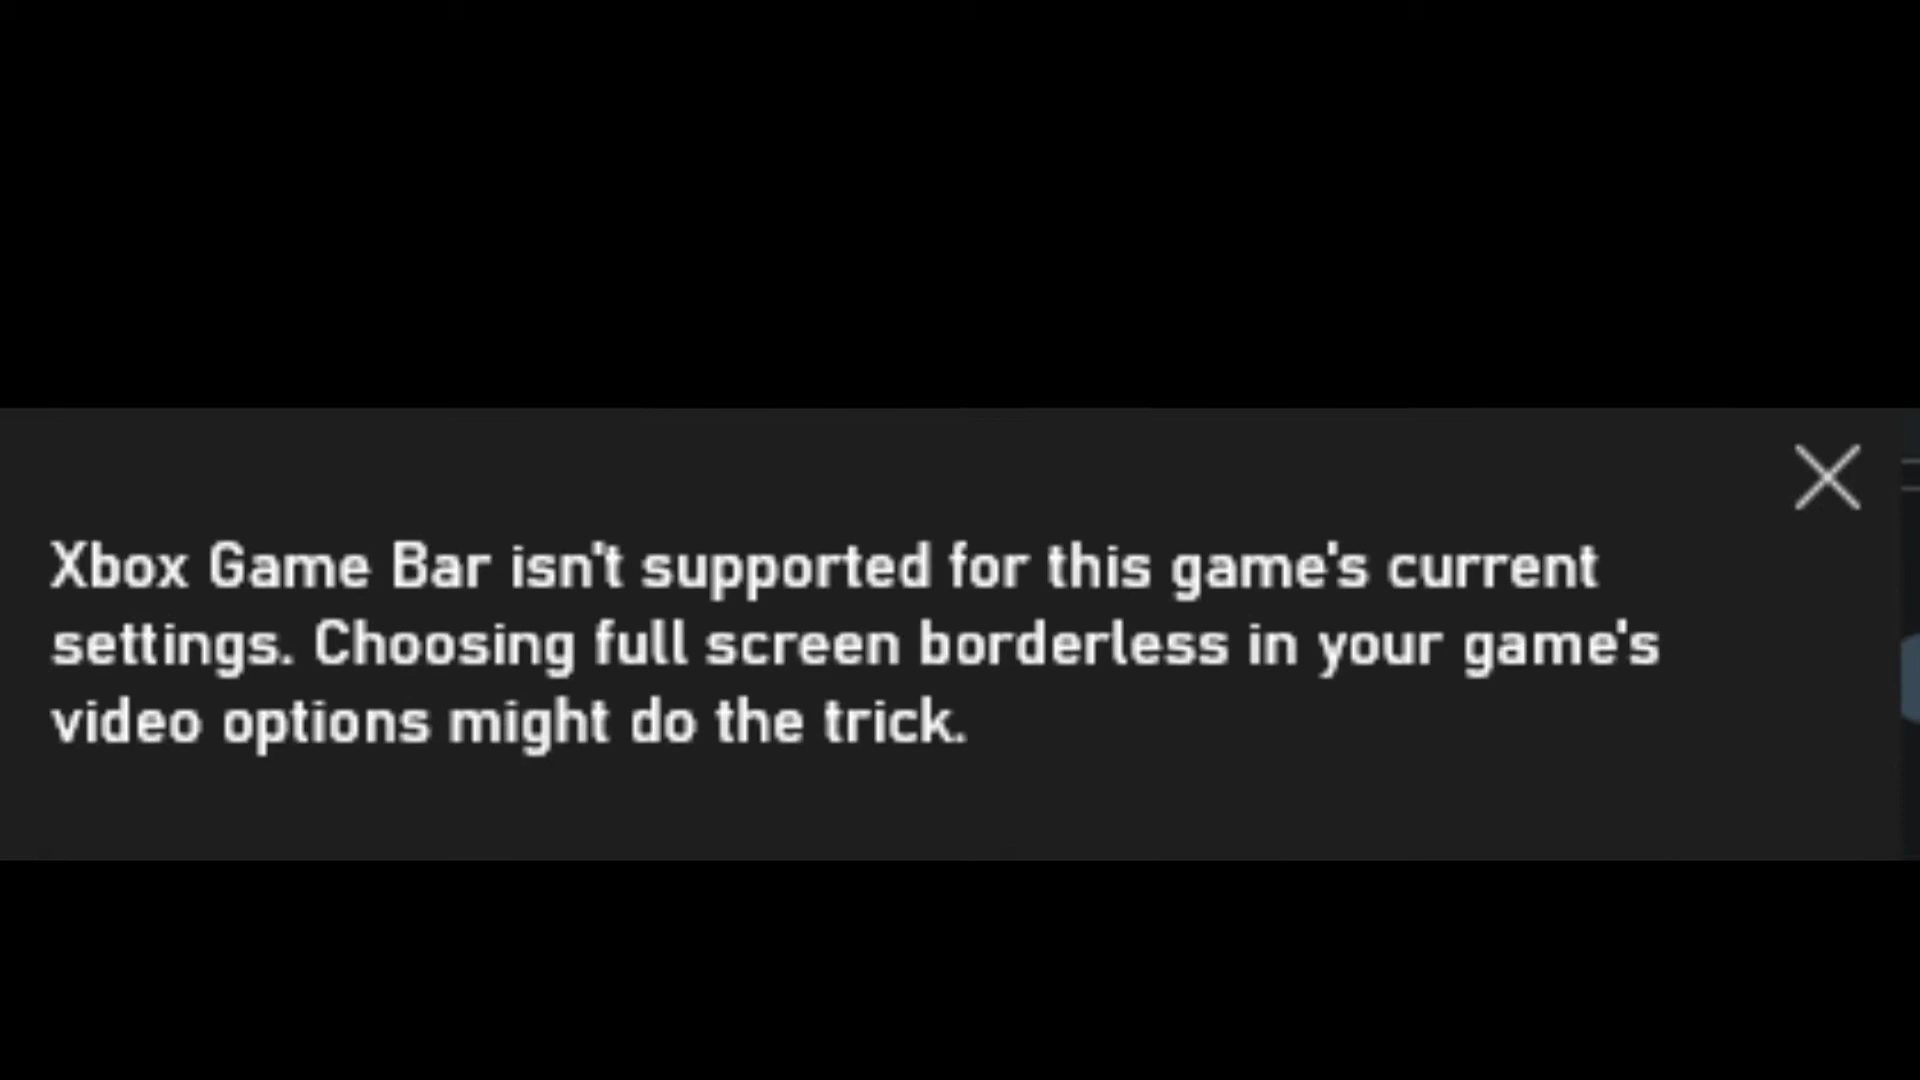 Xbox Game Bar isn't supported for this game's current
settings. Choosing full screen borderless in your game's
video options might do the trick.